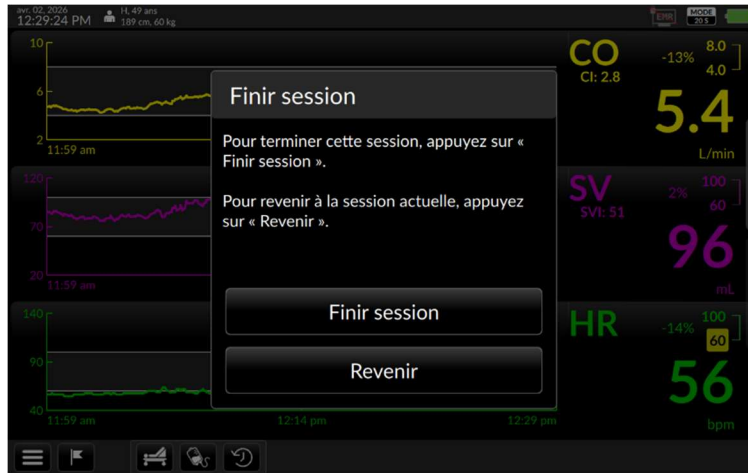 avr. 02, 2026
12:29:24 PM
H, 49 ans
189 cm, 60 kg
EMR
MODE
20 S
10
6
2
11:59 am
CO
CI: 2.8
-13%
8.0
4.0
5.4
L/min
Finir session
Pour terminer cette session, appuyez sur «
Finir session ».
Pour revenir à la session actuelle, appuyez
sur « Revenir ».
Finir session
Revenir
120
70
20
11:59 am
SV
SVI: 51
2%
100
60
96
mL
140
90
40
11:59 am
12:14 pm
12:29 pm
HR
-14%
100
60
56
bpm